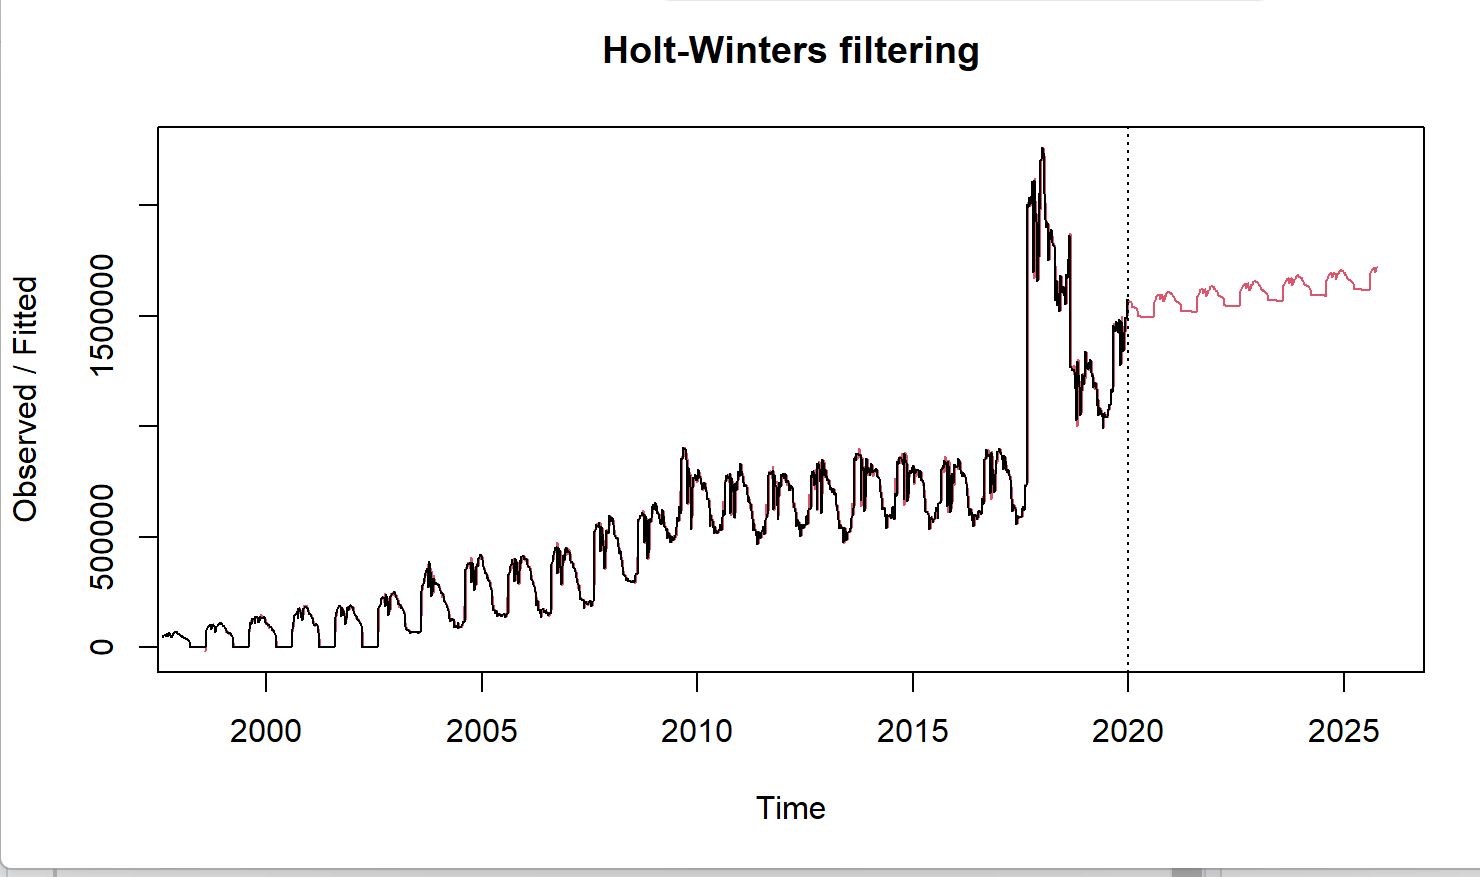 Holt-Winters filtering
Observed / Fitted
1500000
500000
0
2000 2005 2010 2015 2020 2025
Time